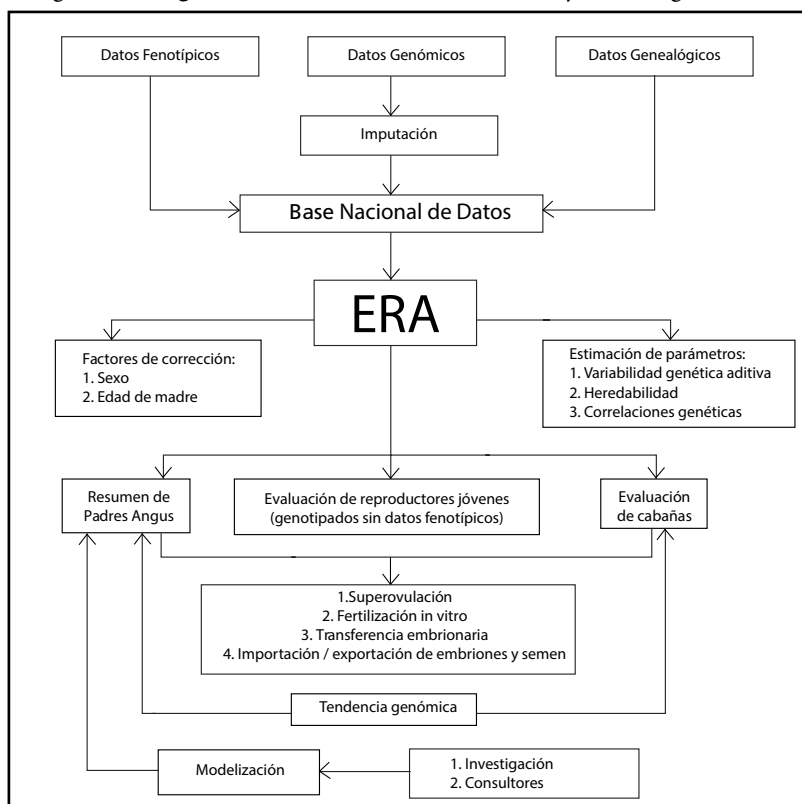 Datos Fenotípicos
Datos Genómicos
Datos Genealógicos
Imputación
Base Nacional de Datos
ERA
Factores de corrección:
1. Sexo
2. Edad de madre
Estimación de parámetros:
1. Variabilidad genética aditiva
2. Heredabilidad
3. Correlaciones genéticas
Resumen de
Padres Angus
Evaluación de reproductores jóvenes
(genotipados sin datos fenotípicos)
Evaluación
de cabañas
1.Superovulación
2. Fertilización in vitro
3. Transferencia embrionaria
4. Importación / exportación de embriones y semen
Tendencia genómica
Modelización
1. Investigación
2. Consultores